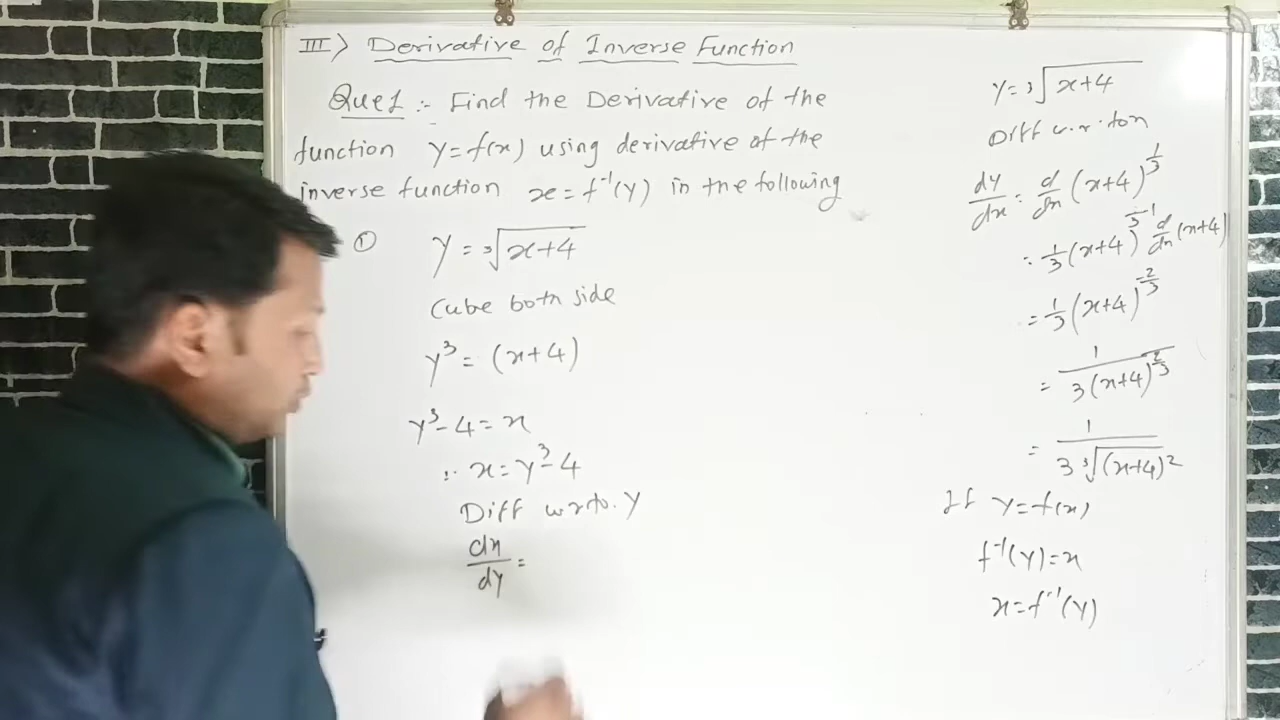 III) Derivative of Inverse Function
Que1 :- Find the Derivative of the
function y=f(x) using derivative of the
inverse function x=f⁻¹(y) in the following
① y = ³√(x+4)
Cube both side
y³ = (x+4)
y³-4=x
∴ x=y³-4
Diff w.r.to. y
dx/dy =
y=³√(x+4)
Diff w.r.to x
dy/dx = d/dx (x+4)^(1/3)
= 1/3 (x+4)^(1/3-1) d/dx (x+4)
= 1/3 (x+4)^(-2/3)
= 1/(3(x+4)^(2/3))
= 1/(3 ³√(x+4)²)
If y=f(x)
f⁻¹(y)=x
x=f⁻¹(y)